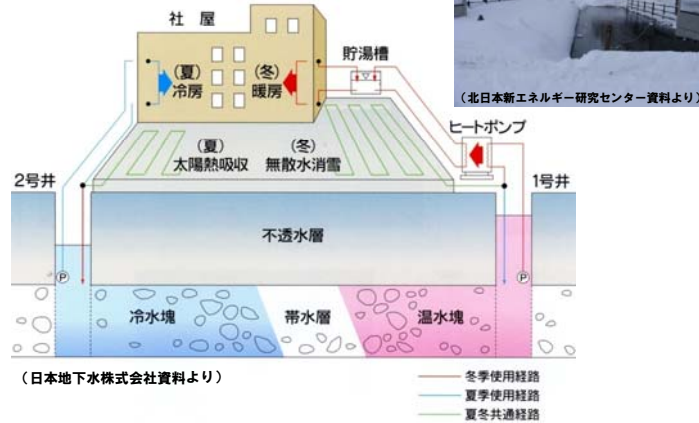 社 屋
(夏)
冷房
(冬)
暖房
貯湯槽
(北日本新エネルギー研究センター資料より)
ヒートポンプ
(夏)
太陽熱吸収
(冬)
無散水消雪
2号井
1号井
不透水層
P
P
冷水塊
帯水層
温水塊
(日本地下水株式会社資料より)
冬季使用経路
夏季使用経路
夏冬共通経路